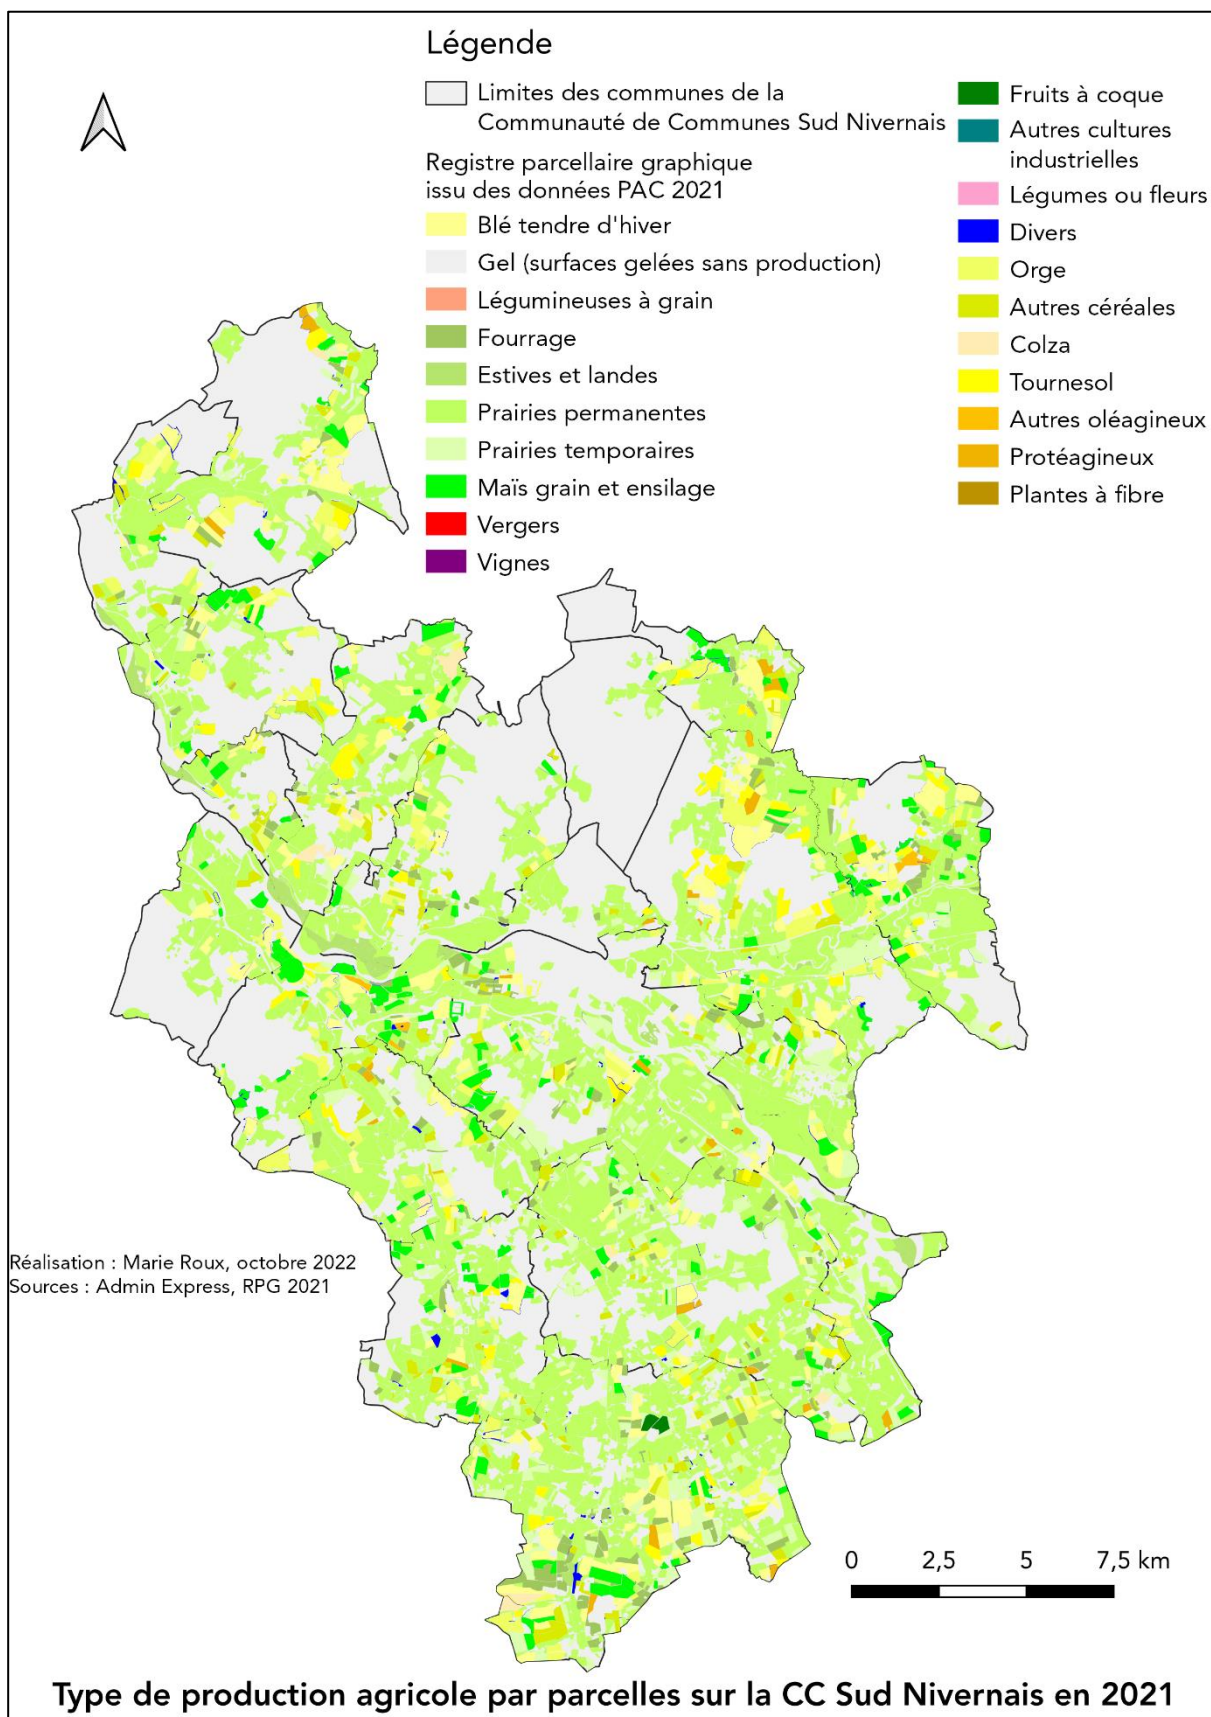 Légende
Limites des communes de la
Communauté de Communes Sud Nivernais
Registre parcellaire graphique
issu des données PAC 2021
Blé tendre d'hiver
Gel (surfaces gelées sans production)
Légumineuses à grain
Fourrage
Estives et landes
Prairies permanentes
Prairies temporaires
Maïs grain et ensilage
Vergers
Vignes
Fruits à coque
Autres cultures
industrielles
Légumes ou fleurs
Divers
Orge
Autres céréales
Colza
Tournesol
Autres oléagineux
Protéagineux
Plantes à fibre
Réalisation : Marie Roux, octobre 2022
Sources : Admin Express, RPG 2021
0 2,5 5 7,5 km
Type de production agricole par parcelles sur la CC Sud Nivernais en 2021